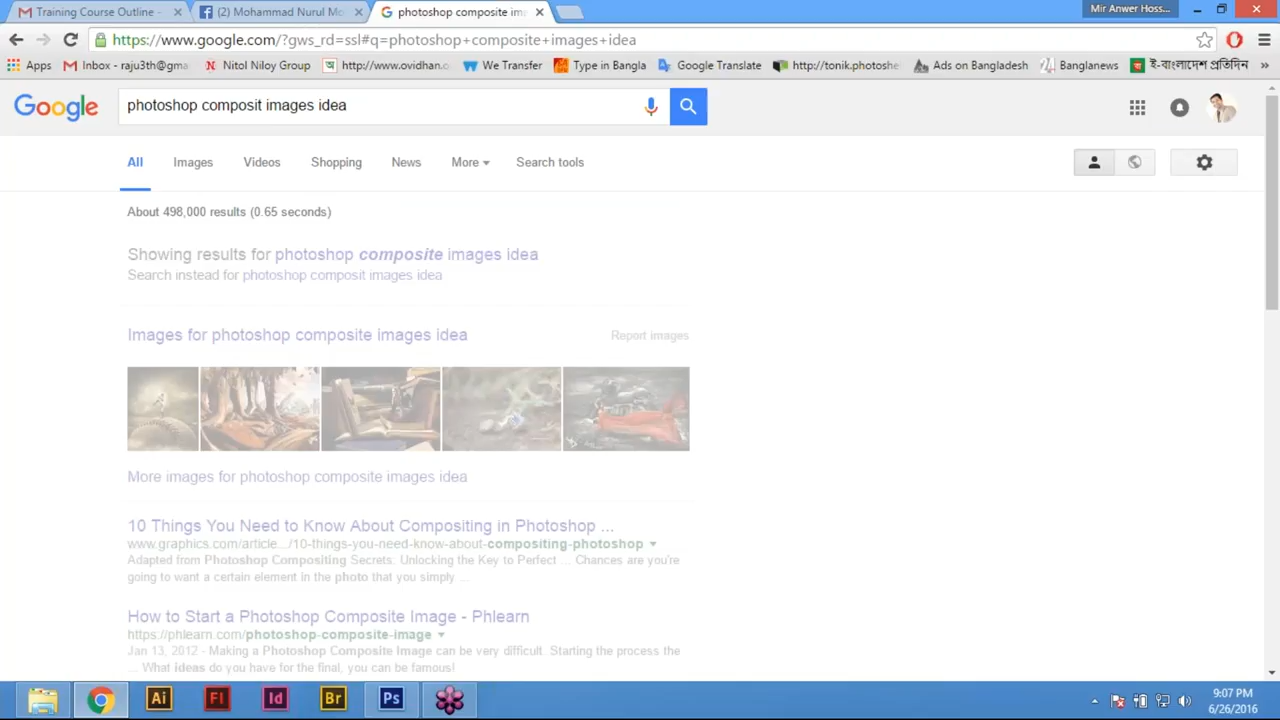 Training Course Outline -
(2) Mohammad Nurul Mo
photoshop composite im
Mir Anwer Hoss...
https://www.google.com/?gws_rd=ssl#q=photoshop+composite+images+idea
Apps
Inbox - raju3th@gma
Nitol Niloy Group
http://www.ovidhan.o
We Transfer
Type in Bangla
Google Translate
http://tonik.photoshe
Ads on Bangladesh
Banglanews
ই-বাংলাদেশ প্রতিদিন
Google
photoshop composit images idea
All Images Videos Shopping News More Search tools
About 498,000 results (0.65 seconds)
Showing results for photoshop composite images idea
Search instead for photoshop composit images idea
Images for photoshop composite images idea
Report images
More images for photoshop composite images idea
10 Things You Need to Know About Compositing in Photoshop ...
www.graphics.com/article.../10-things-you-need-know-about-compositing-photoshop
Adapted from Photoshop Compositing Secrets: Unlocking the Key to Perfect ... Chances are you're
going to want a certain element in the photo that you simply ...
How to Start a Photoshop Composite Image - Phlearn
https://phlearn.com/photoshop-composite-image
Jan 13, 2012 - Making a Photoshop Composite Image can be very difficult. Starting the process the
... What ideas do you have for the final, you can be famous!
Ai
Fl
Id
Br
Ps
9:07 PM
6/26/2016